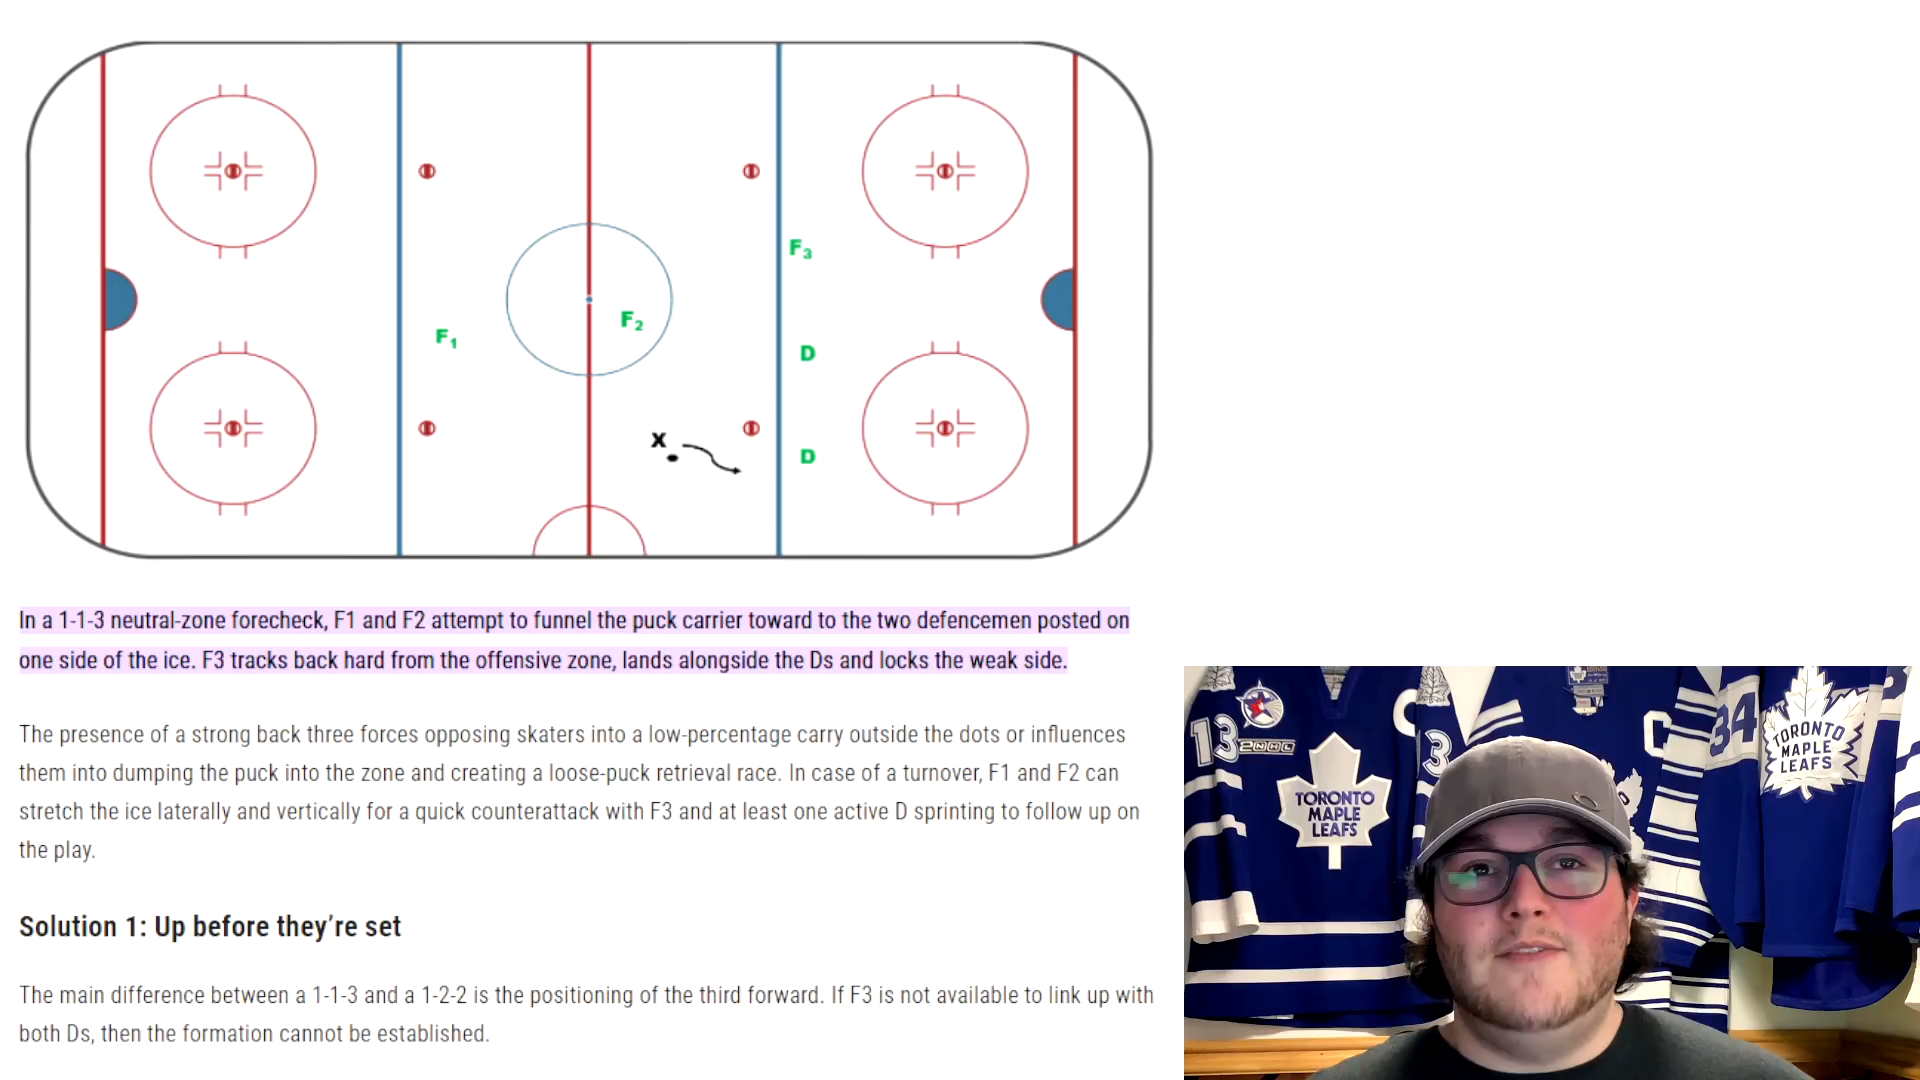 F3
F2
F1
D
X
D
In a 1-1-3 neutral-zone forecheck, F1 and F2 attempt to funnel the puck carrier toward to the two defencemen posted on
one side of the ice. F3 tracks back hard from the offensive zone, lands alongside the Ds and locks the weak side.
The presence of a strong back three forces opposing skaters into a low-percentage carry outside the dots or influences
them into dumping the puck into the zone and creating a loose-puck retrieval race. In case of a turnover, F1 and F2 can
stretch the ice laterally and vertically for a quick counterattack with F3 and at least one active D sprinting to follow up on
the play.
Solution 1: Up before they're set
The main difference between a 1-1-3 and a 1-2-2 is the positioning of the third forward. If F3 is not available to link up with
both Ds, then the formation cannot be established.
13
2NHL
C
TORONTO
MAPLE
LEAFS
13
C
34
TORONTO
MAPLE
LEAFS